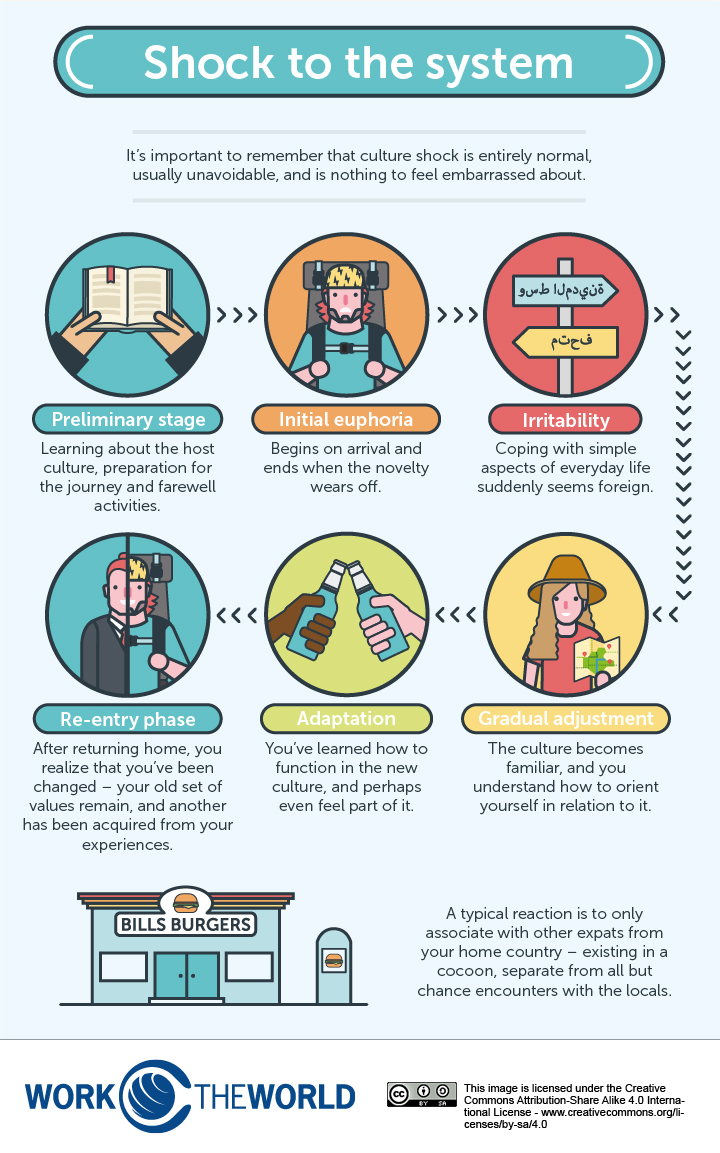 Shock to the system
It's important to remember that culture shock is entirely normal,
usually unavoidable, and is nothing to feel embarrassed about.
وسط المدينة
متحف
Preliminary stage
Learning about the host
culture, preparation for
the journey and farewell
activities.
Initial euphoria
Begins on arrival and
ends when the novelty
wears off.
Irritability
Coping with simple
aspects of everyday life
suddenly seems foreign.
Re-entry phase
After returning home, you
realize that you've been
changed – your old set of
values remain, and another
has been acquired from your
experiences.
Adaptation
You've learned how to
function in the new
culture, and perhaps
even feel part of it.
Gradual adjustment
The culture becomes
familiar, and you
understand how to orient
yourself in relation to it.
BILLS BURGERS
A typical reaction is to only
associate with other expats from
your home country – existing in a
cocoon, separate from all but
chance encounters with the locals.
WORK THE WORLD
cc BY SA
This image is licensed under the Creative
Commons Attribution-Share Alike 4.0 Interna-
tional License - www.creativecommons.org/li-
censes/by-sa/4.0